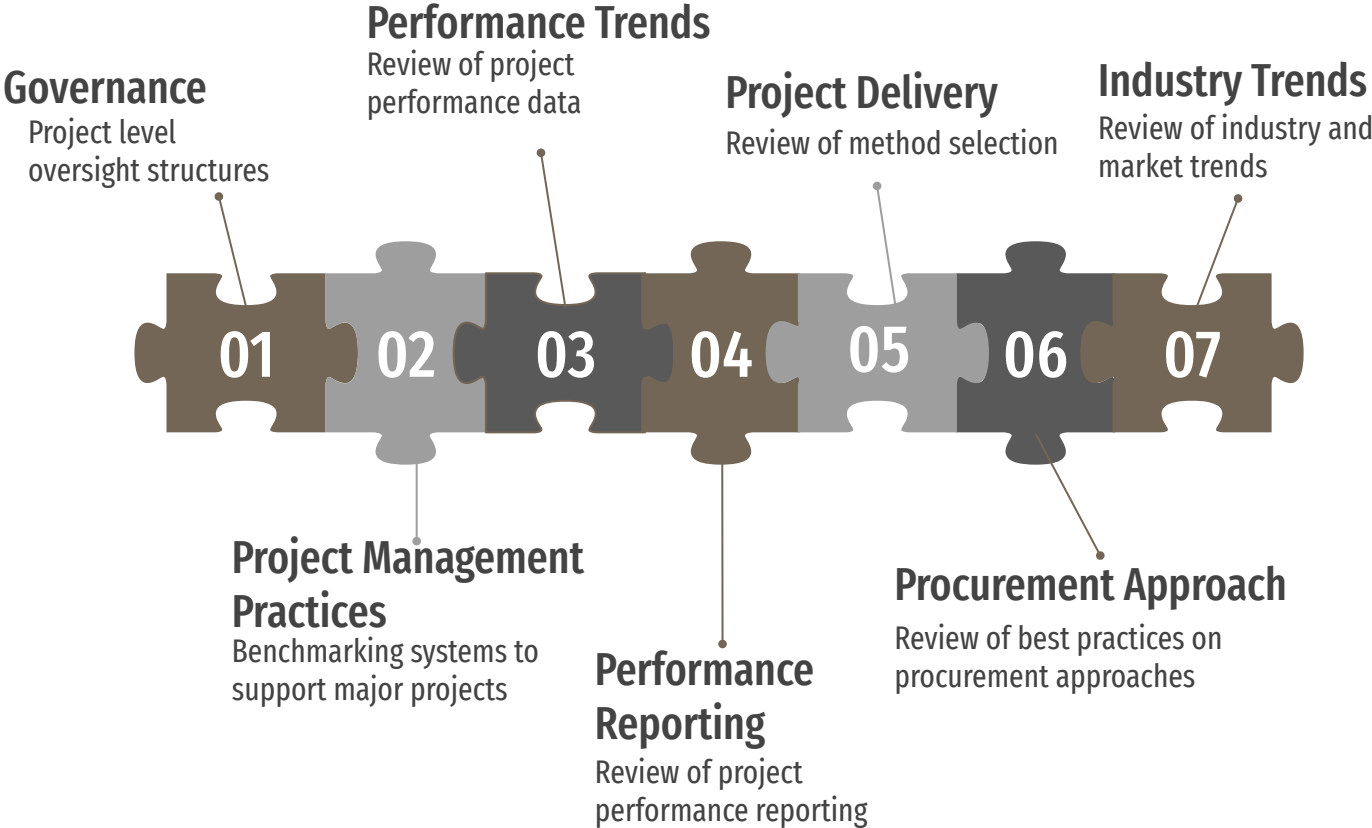 Governance
Project level
oversight structures
Performance Trends
Review of project
performance data
Project Delivery
Review of method selection
Industry Trends
Review of industry and
market trends
01
02
03
04
05
06
07
Project Management
Practices
Benchmarking systems to
support major projects
Performance
Reporting
Review of project
performance reporting
Procurement Approach
Review of best practices on
procurement approaches